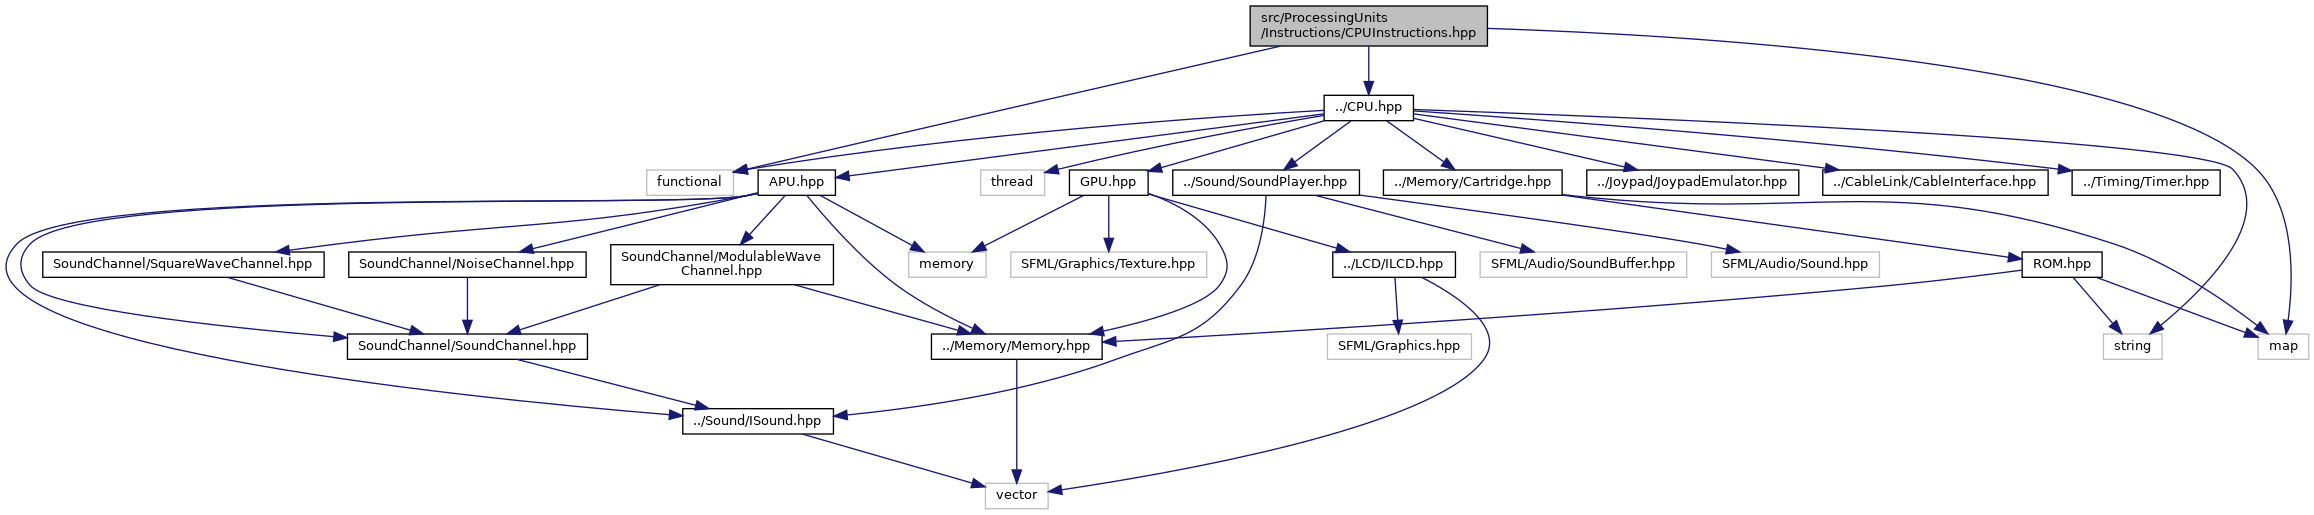 src/ProcessingUnits
/Instructions/CPUInstructions.hpp
../CPU.hpp
functional
APU.hpp
thread
GPU.hpp
../Sound/SoundPlayer.hpp
../Memory/Cartridge.hpp
../Joypad/JoypadEmulator.hpp
../CableLink/CableInterface.hpp
../Timing/Timer.hpp
SoundChannel/SquareWaveChannel.hpp
SoundChannel/NoiseChannel.hpp
SoundChannel/ModulableWave
Channel.hpp
memory
SFML/Graphics/Texture.hpp
../LCD/ILCD.hpp
SFML/Audio/SoundBuffer.hpp
SFML/Audio/Sound.hpp
ROM.hpp
SoundChannel/SoundChannel.hpp
../Memory/Memory.hpp
SFML/Graphics.hpp
string
map
../Sound/ISound.hpp
vector